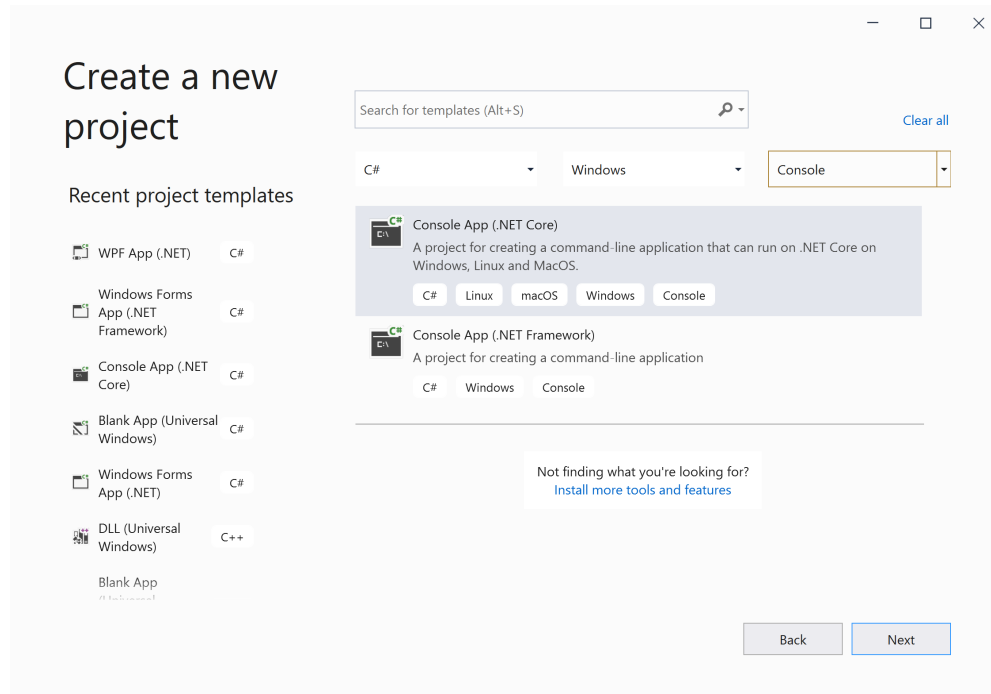 Create a new
project
Search for templates (Alt+S)
Clear all
C#
Windows
Console
Recent project templates
WPF App (.NET)
C#
Windows Forms
App (.NET
Framework)
C#
Console App (.NET
Core)
C#
Blank App (Universal
Windows)
C#
Windows Forms
App (.NET)
C#
DLL (Universal
Windows)
C++
Blank App
(Universal
C#
Console App (.NET Core)
A project for creating a command-line application that can run on .NET Core on
Windows, Linux and MacOS.
C# Linux macOS Windows Console
C#
Console App (.NET Framework)
A project for creating a command-line application
C# Windows Console
Not finding what you're looking for?
Install more tools and features
Back
Next